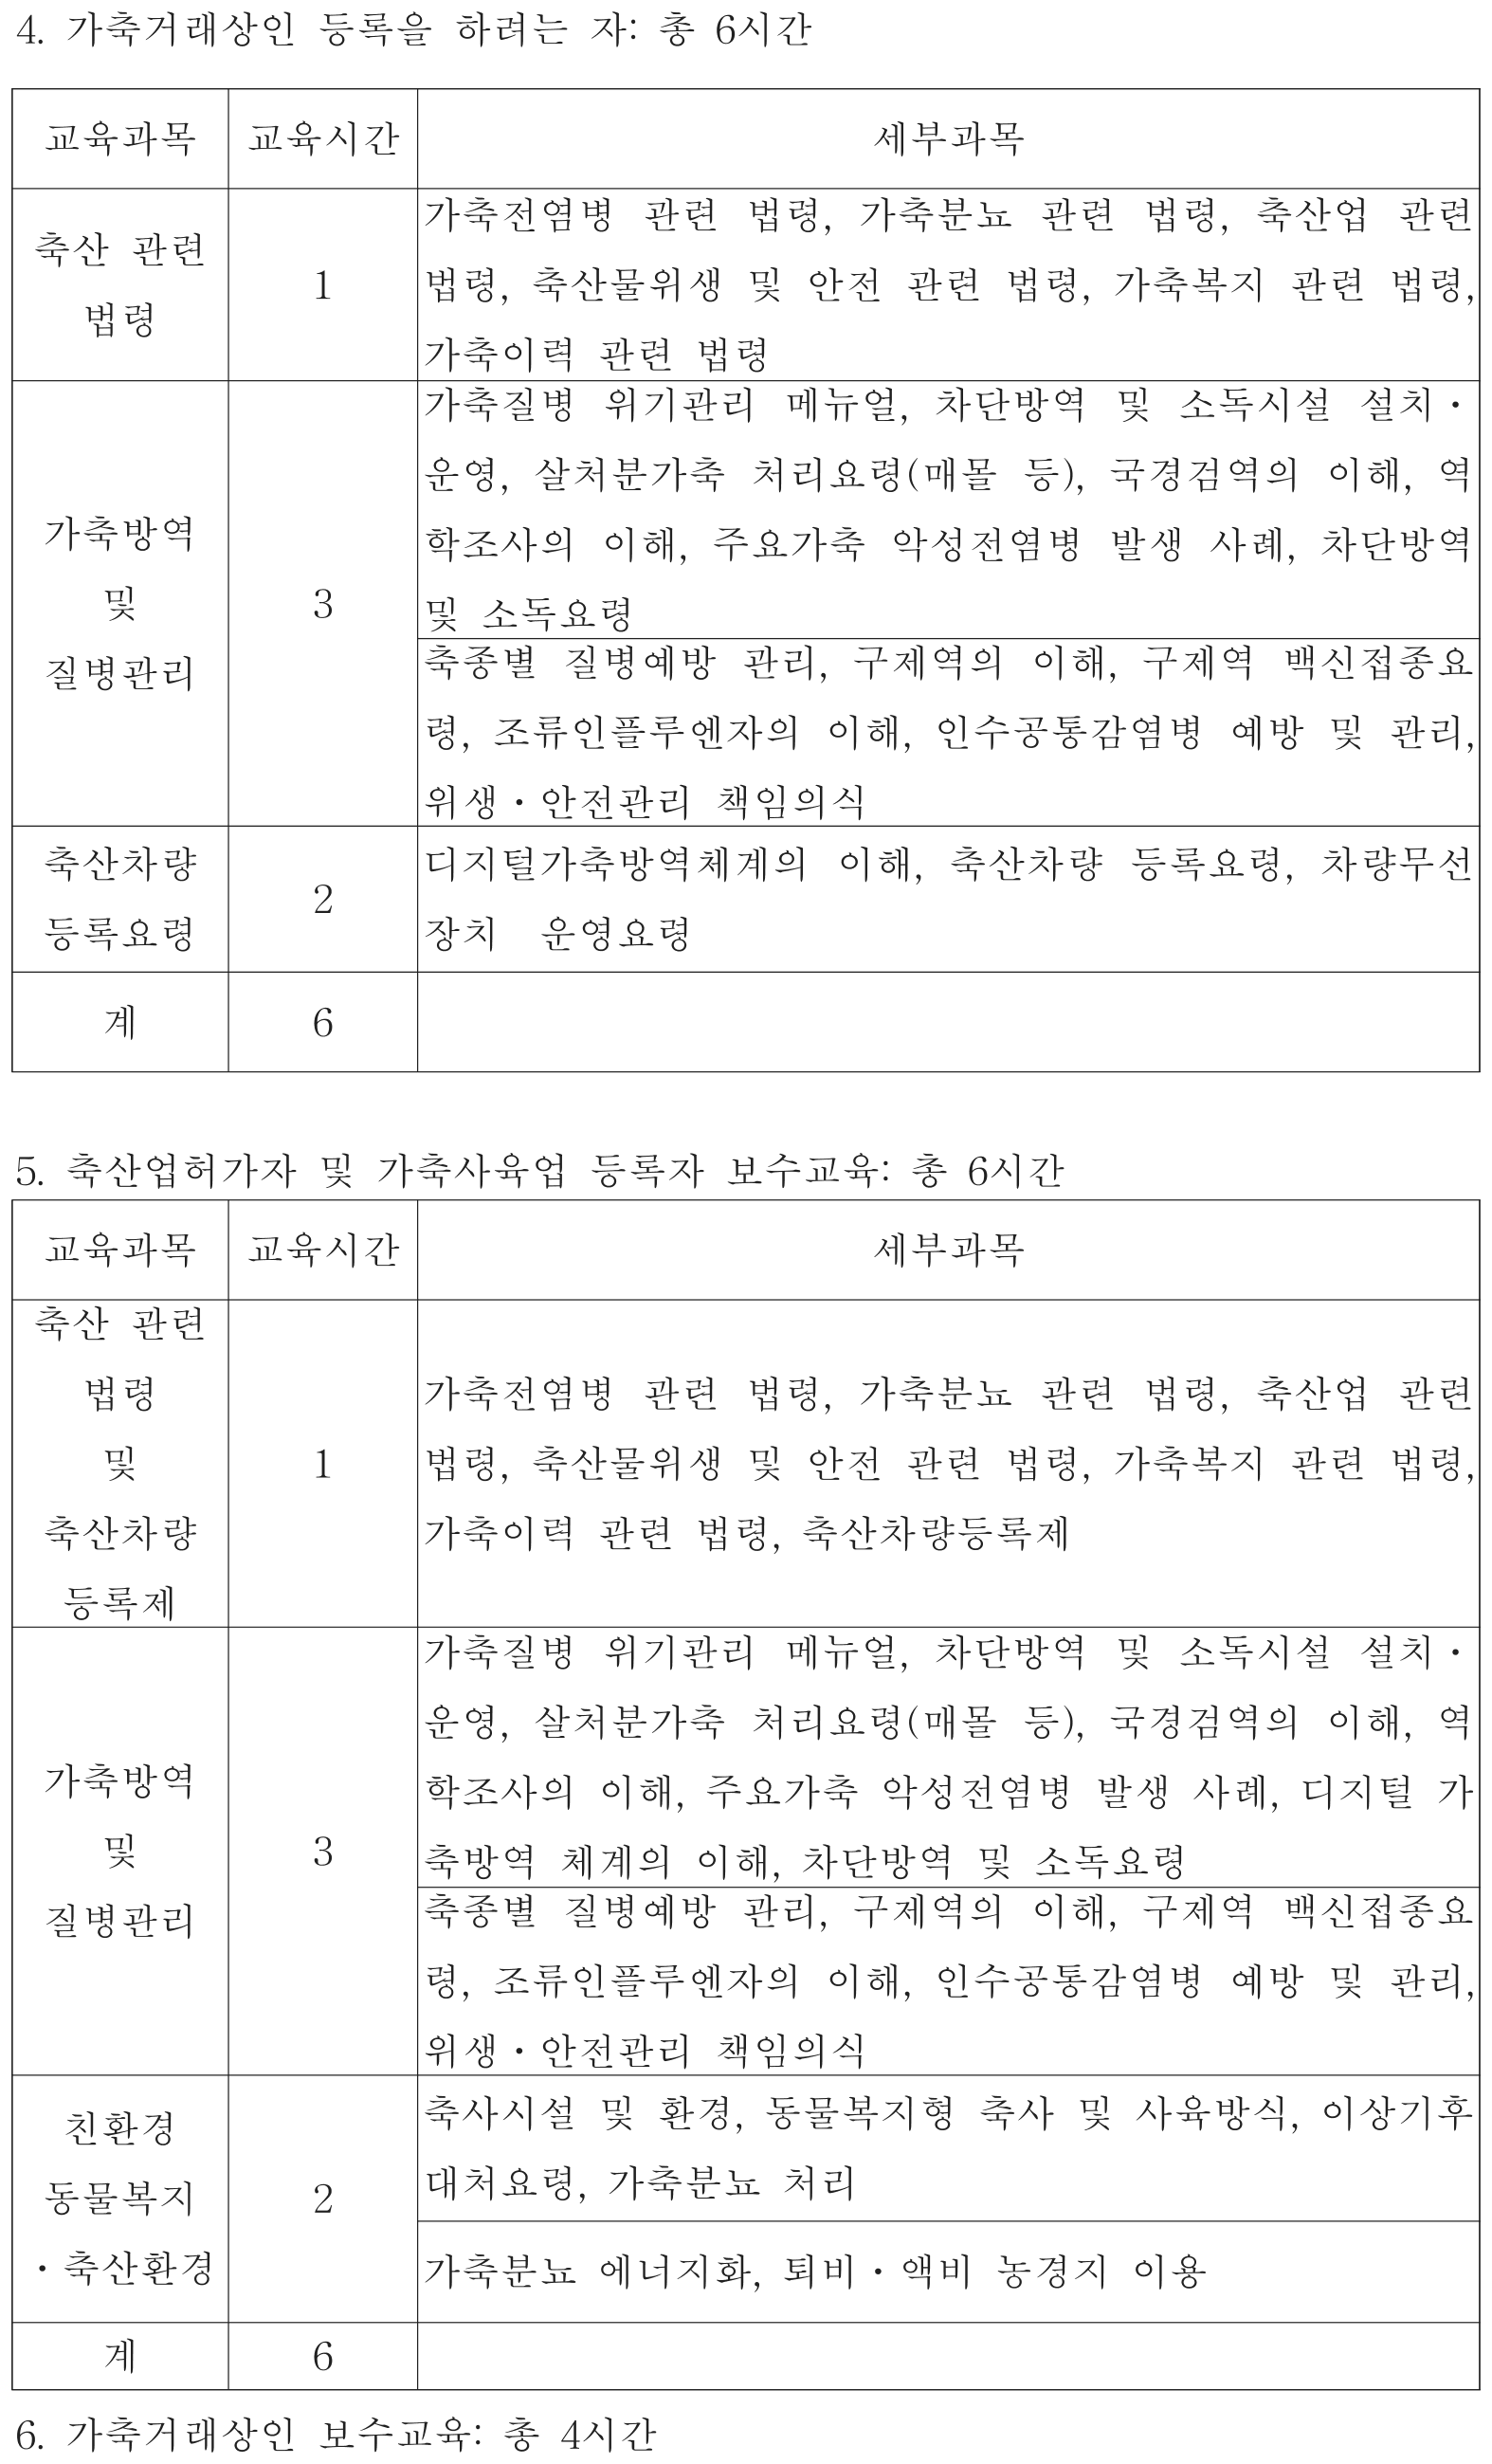 4. 가축거래상인 등록을 하려는 자: 총 6시간
교육과목 교육시간 세부과목
축산 관련
법령
1
가축전염병 관련 법령, 가축분뇨 관련 법령, 축산업 관련
법령, 축산물위생 및 안전 관련 법령, 가축복지 관련 법령,
가축이력 관련 법령
가축방역
및
질병관리
3
가축질병 위기관리 메뉴얼, 차단방역 및 소독시설 설치·
운영, 살처분가축 처리요령(매몰 등), 국경검역의 이해, 역
학조사의 이해, 주요가축 악성전염병 발생 사례, 차단방역
및 소독요령
축종별 질병예방 관리, 구제역의 이해, 구제역 백신접종요
령, 조류인플루엔자의 이해, 인수공통감염병 예방 및 관리,
위생·안전관리 책임의식
축산차량
등록요령
2
디지털가축방역체계의 이해, 축산차량 등록요령, 차량무선
장치 운영요령
계 6
5. 축산업허가자 및 가축사육업 등록자 보수교육: 총 6시간
교육과목 교육시간 세부과목
축산 관련
법령
및
축산차량
등록제
1
가축전염병 관련 법령, 가축분뇨 관련 법령, 축산업 관련
법령, 축산물위생 및 안전 관련 법령, 가축복지 관련 법령,
가축이력 관련 법령, 축산차량등록제
가축방역
및
질병관리
3
가축질병 위기관리 메뉴얼, 차단방역 및 소독시설 설치·
운영, 살처분가축 처리요령(매몰 등), 국경검역의 이해, 역
학조사의 이해, 주요가축 악성전염병 발생 사례, 디지털 가
축방역 체계의 이해, 차단방역 및 소독요령
축종별 질병예방 관리, 구제역의 이해, 구제역 백신접종요
령, 조류인플루엔자의 이해, 인수공통감염병 예방 및 관리,
위생·안전관리 책임의식
친환경
동물복지
·축산환경
2
축사시설 및 환경, 동물복지형 축사 및 사육방식, 이상기후
대처요령, 가축분뇨 처리
가축분뇨 에너지화, 퇴비·액비 농경지 이용
계 6
6. 가축거래상인 보수교육: 총 4시간